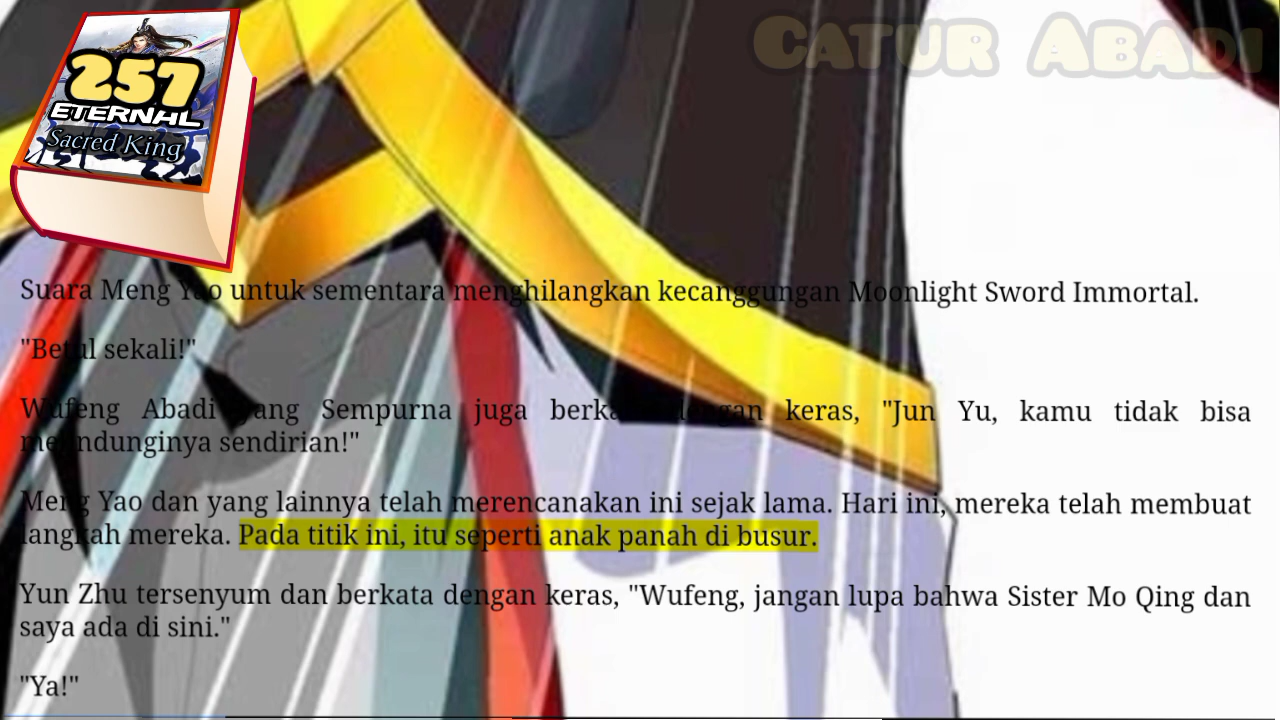 CATUR ABADI
257
ETERNAL
Sacred King
Suara Meng Yao untuk sementara menghilangkan kecanggungan Moonlight Sword Immortal.
"Betul sekali!"
Wufeng Abadi yang Sempurna juga berkata dengan keras, "Jun Yu, kamu tidak bisa
melindunginya sendirian!"
Meng Yao dan yang lainnya telah merencanakan ini sejak lama. Hari ini, mereka telah membuat
langkah mereka. Pada titik ini, itu seperti anak panah di busur.
Yun Zhu tersenyum dan berkata dengan keras, "Wufeng, jangan lupa bahwa Sister Mo Qing dan
saya ada di sini."
"Ya!"